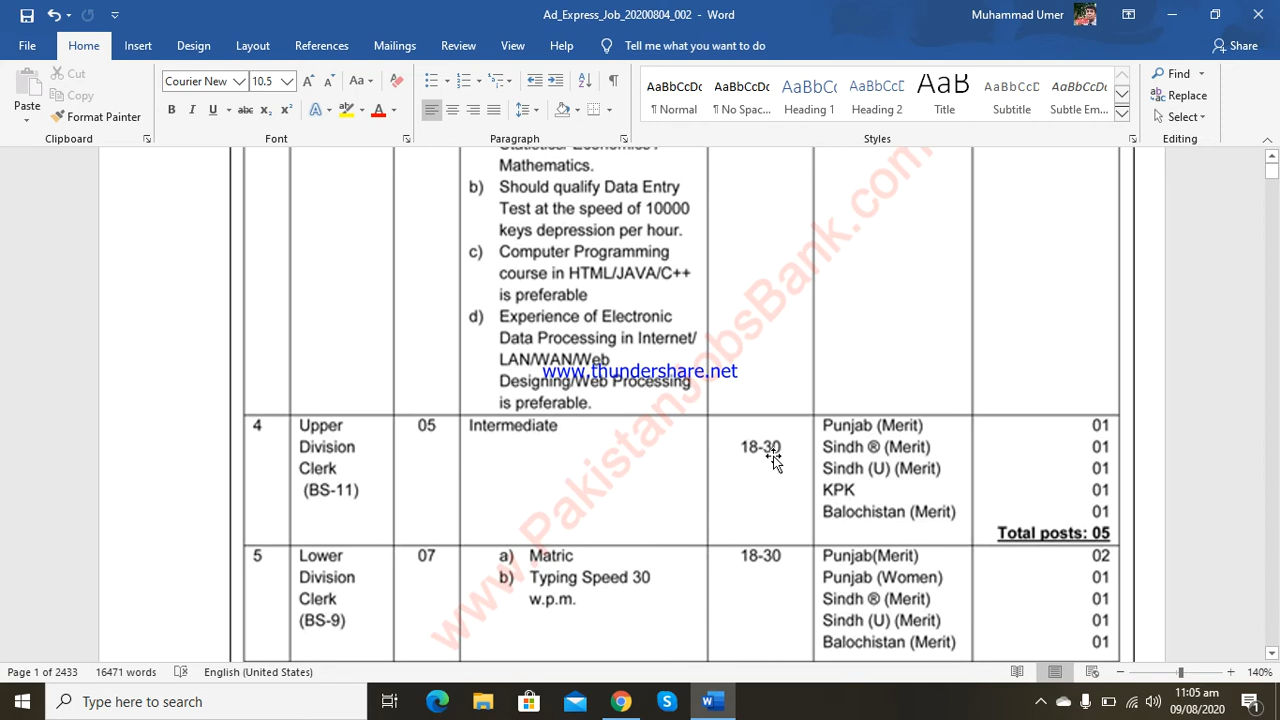 Ad_Express_Job_20200804_002 - Word
Muhammad Umer
File Home Insert Design Layout References Mailings Review View Help Tell me what you want to do Share
Paste
Cut
Copy
Format Painter
Clipboard
Courier New 10.5
Font
Paragraph
AaBbCcDc AaBbCcDc AaBbCc AaBbCcD AaB AaBbCcD AaBbCcDc
¶ Normal ¶ No Spac... Heading 1 Heading 2 Title Subtitle Subtle Em...
Styles
Find
Replace
Select
Editing
Statistics/ Economics /
Mathematics.
b) Should qualify Data Entry
Test at the speed of 10000
keys depression per hour.
c) Computer Programming
course in HTML/JAVA/C++
is preferable
d) Experience of Electronic
Data Processing in Internet/
LAN/WAN/Web
Designing/Web Processing
is preferable.
www.thundershare.net
www.PakistanJobsBank.com
4 Upper 05 Intermediate Punjab (Merit) 01
Division 18-30 Sindh ® (Merit) 01
Clerk Sindh (U) (Merit) 01
(BS-11) KPK 01
Balochistan (Merit) 01
Total posts: 05
5 Lower 07 a) Matric 18-30 Punjab(Merit) 02
Division b) Typing Speed 30 Punjab (Women) 01
Clerk w.p.m. Sindh ® (Merit) 01
(BS-9) Sindh (U) (Merit) 01
Balochistan (Merit) 01
Page 1 of 2433 16471 words English (United States) 140%
Type here to search
11:05 am
09/08/2020